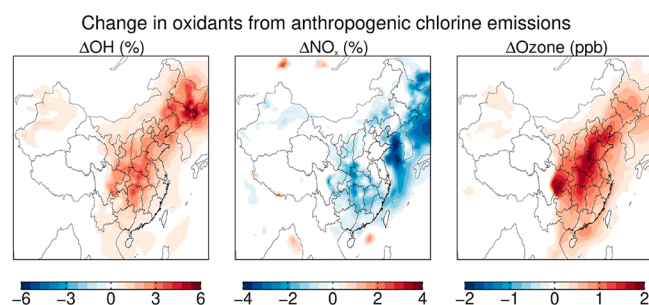 Change in oxidants from anthropogenic chlorine emissions
ΔOH (%)
ΔNOₓ (%)
ΔOzone (ppb)
−6 −3 0 3 6
−4 −2 0 2 4
−2 −1 0 1 2